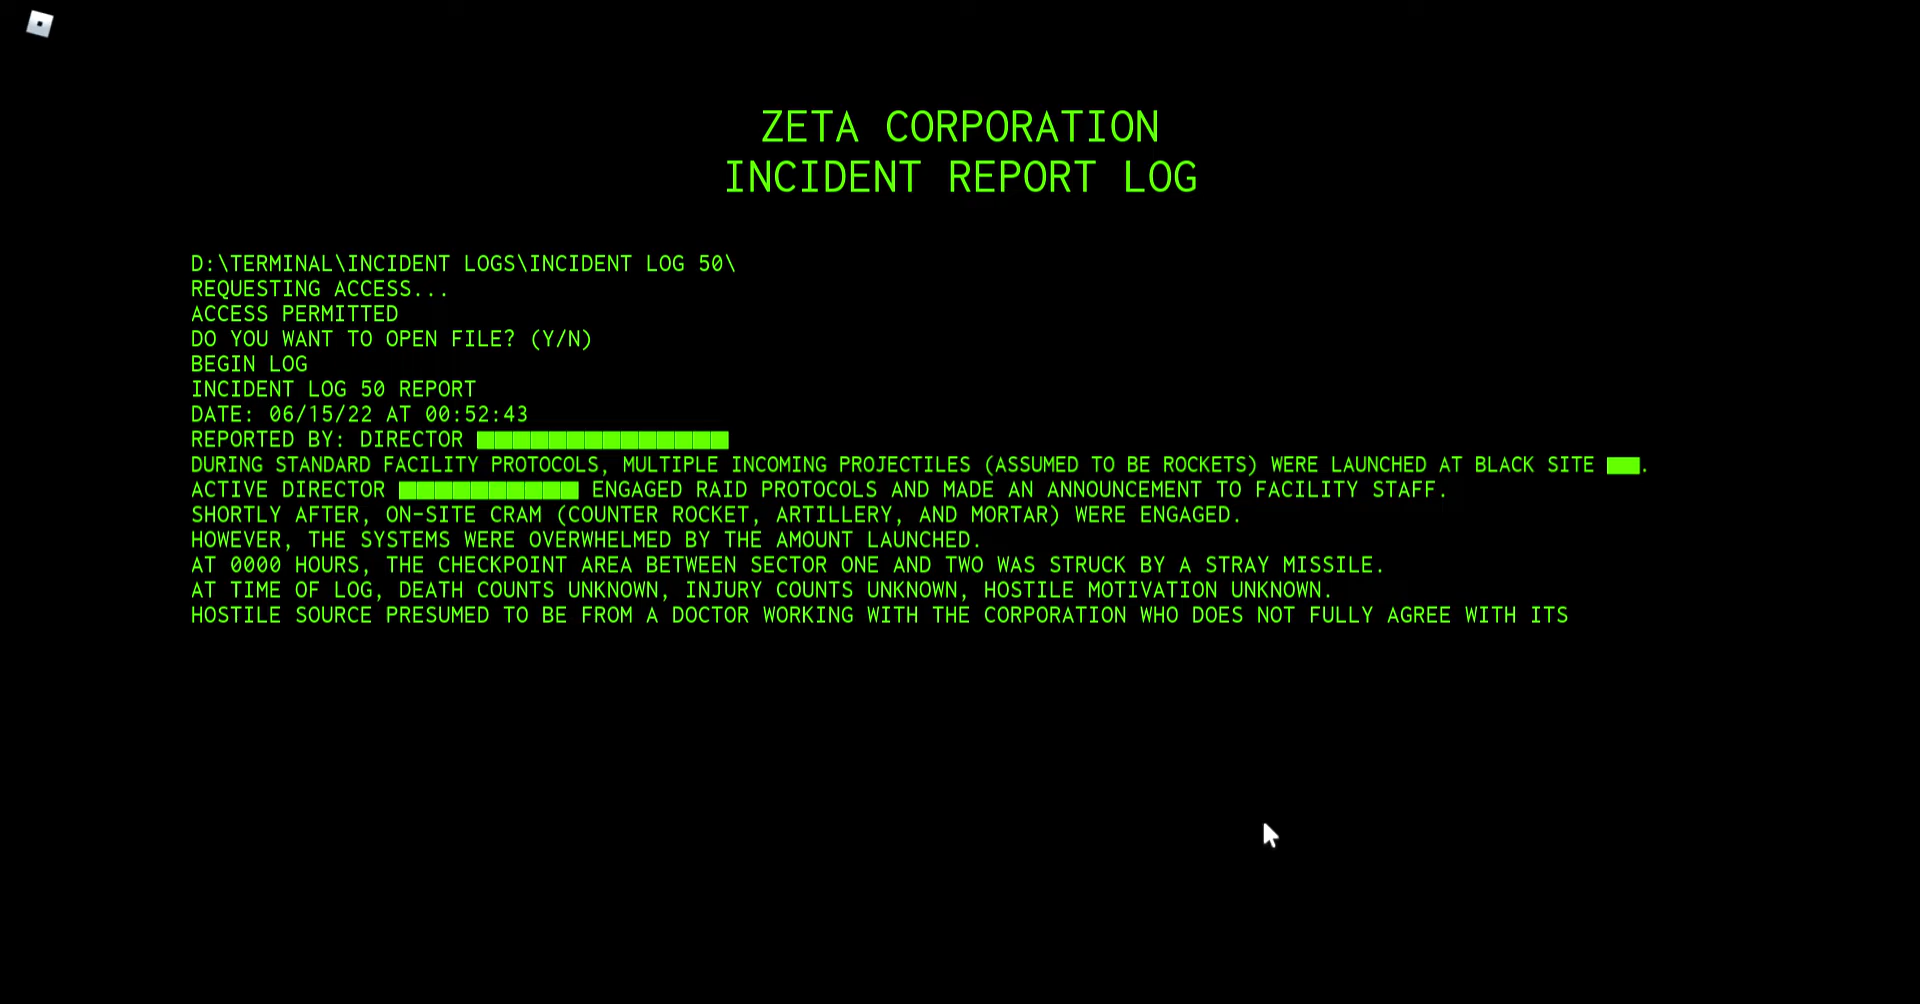 ZETA CORPORATION
INCIDENT REPORT LOG
D:\TERMINAL\INCIDENT LOGS\INCIDENT LOG 50\
REQUESTING ACCESS...
ACCESS PERMITTED
DO YOU WANT TO OPEN FILE? (Y/N)
BEGIN LOG
INCIDENT LOG 50 REPORT
DATE: 06/15/22 AT 00:52:43
REPORTED BY: DIRECTOR ██████████████
DURING STANDARD FACILITY PROTOCOLS, MULTIPLE INCOMING PROJECTILES (ASSUMED TO BE ROCKETS) WERE LAUNCHED AT BLACK SITE ██.
ACTIVE DIRECTOR ██████████ ENGAGED RAID PROTOCOLS AND MADE AN ANNOUNCEMENT TO FACILITY STAFF.
SHORTLY AFTER, ON-SITE CRAM (COUNTER ROCKET, ARTILLERY, AND MORTAR) WERE ENGAGED.
HOWEVER, THE SYSTEMS WERE OVERWHELMED BY THE AMOUNT LAUNCHED.
AT 0000 HOURS, THE CHECKPOINT AREA BETWEEN SECTOR ONE AND TWO WAS STRUCK BY A STRAY MISSILE.
AT TIME OF LOG, DEATH COUNTS UNKNOWN, INJURY COUNTS UNKNOWN, HOSTILE MOTIVATION UNKNOWN.
HOSTILE SOURCE PRESUMED TO BE FROM A DOCTOR WORKING WITH THE CORPORATION WHO DOES NOT FULLY AGREE WITH ITS